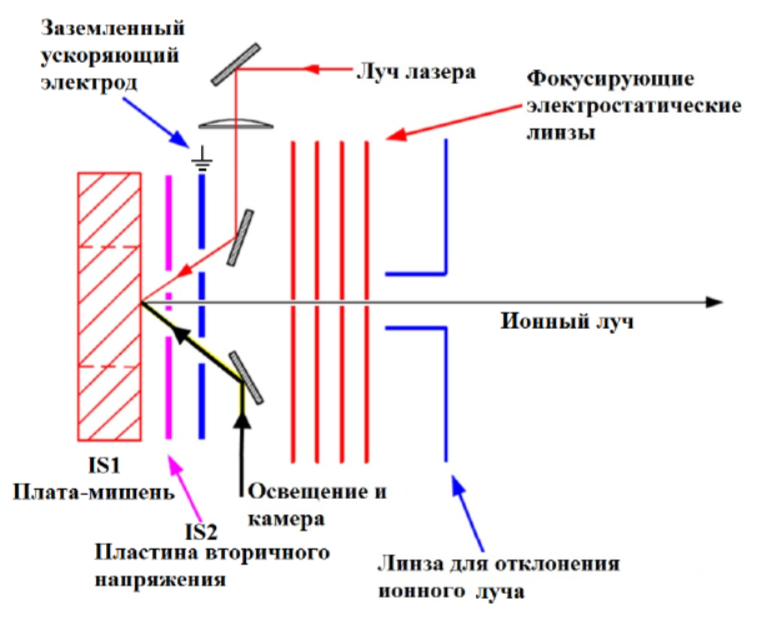 Заземленный
ускоряющий
электрод
Луч лазера
Фокусирующие
электростатические
линзы
Ионный луч
IS1
Плата-мишень
Освещение и
камера
IS2
Пластина вторичного
напряжения
Линза для отклонения
ионного луча